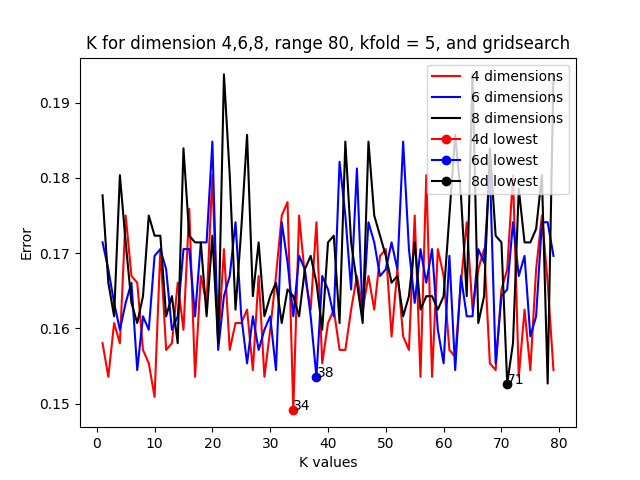 K for dimension 4,6,8, range 80, kfold = 5, and gridsearch
4 dimensions
6 dimensions
8 dimensions
4d lowest
6d lowest
8d lowest
0.19
0.18
0.17
0.16
0.15
Error
38
71
34
0 10 20 30 40 50 60 70 80
K values